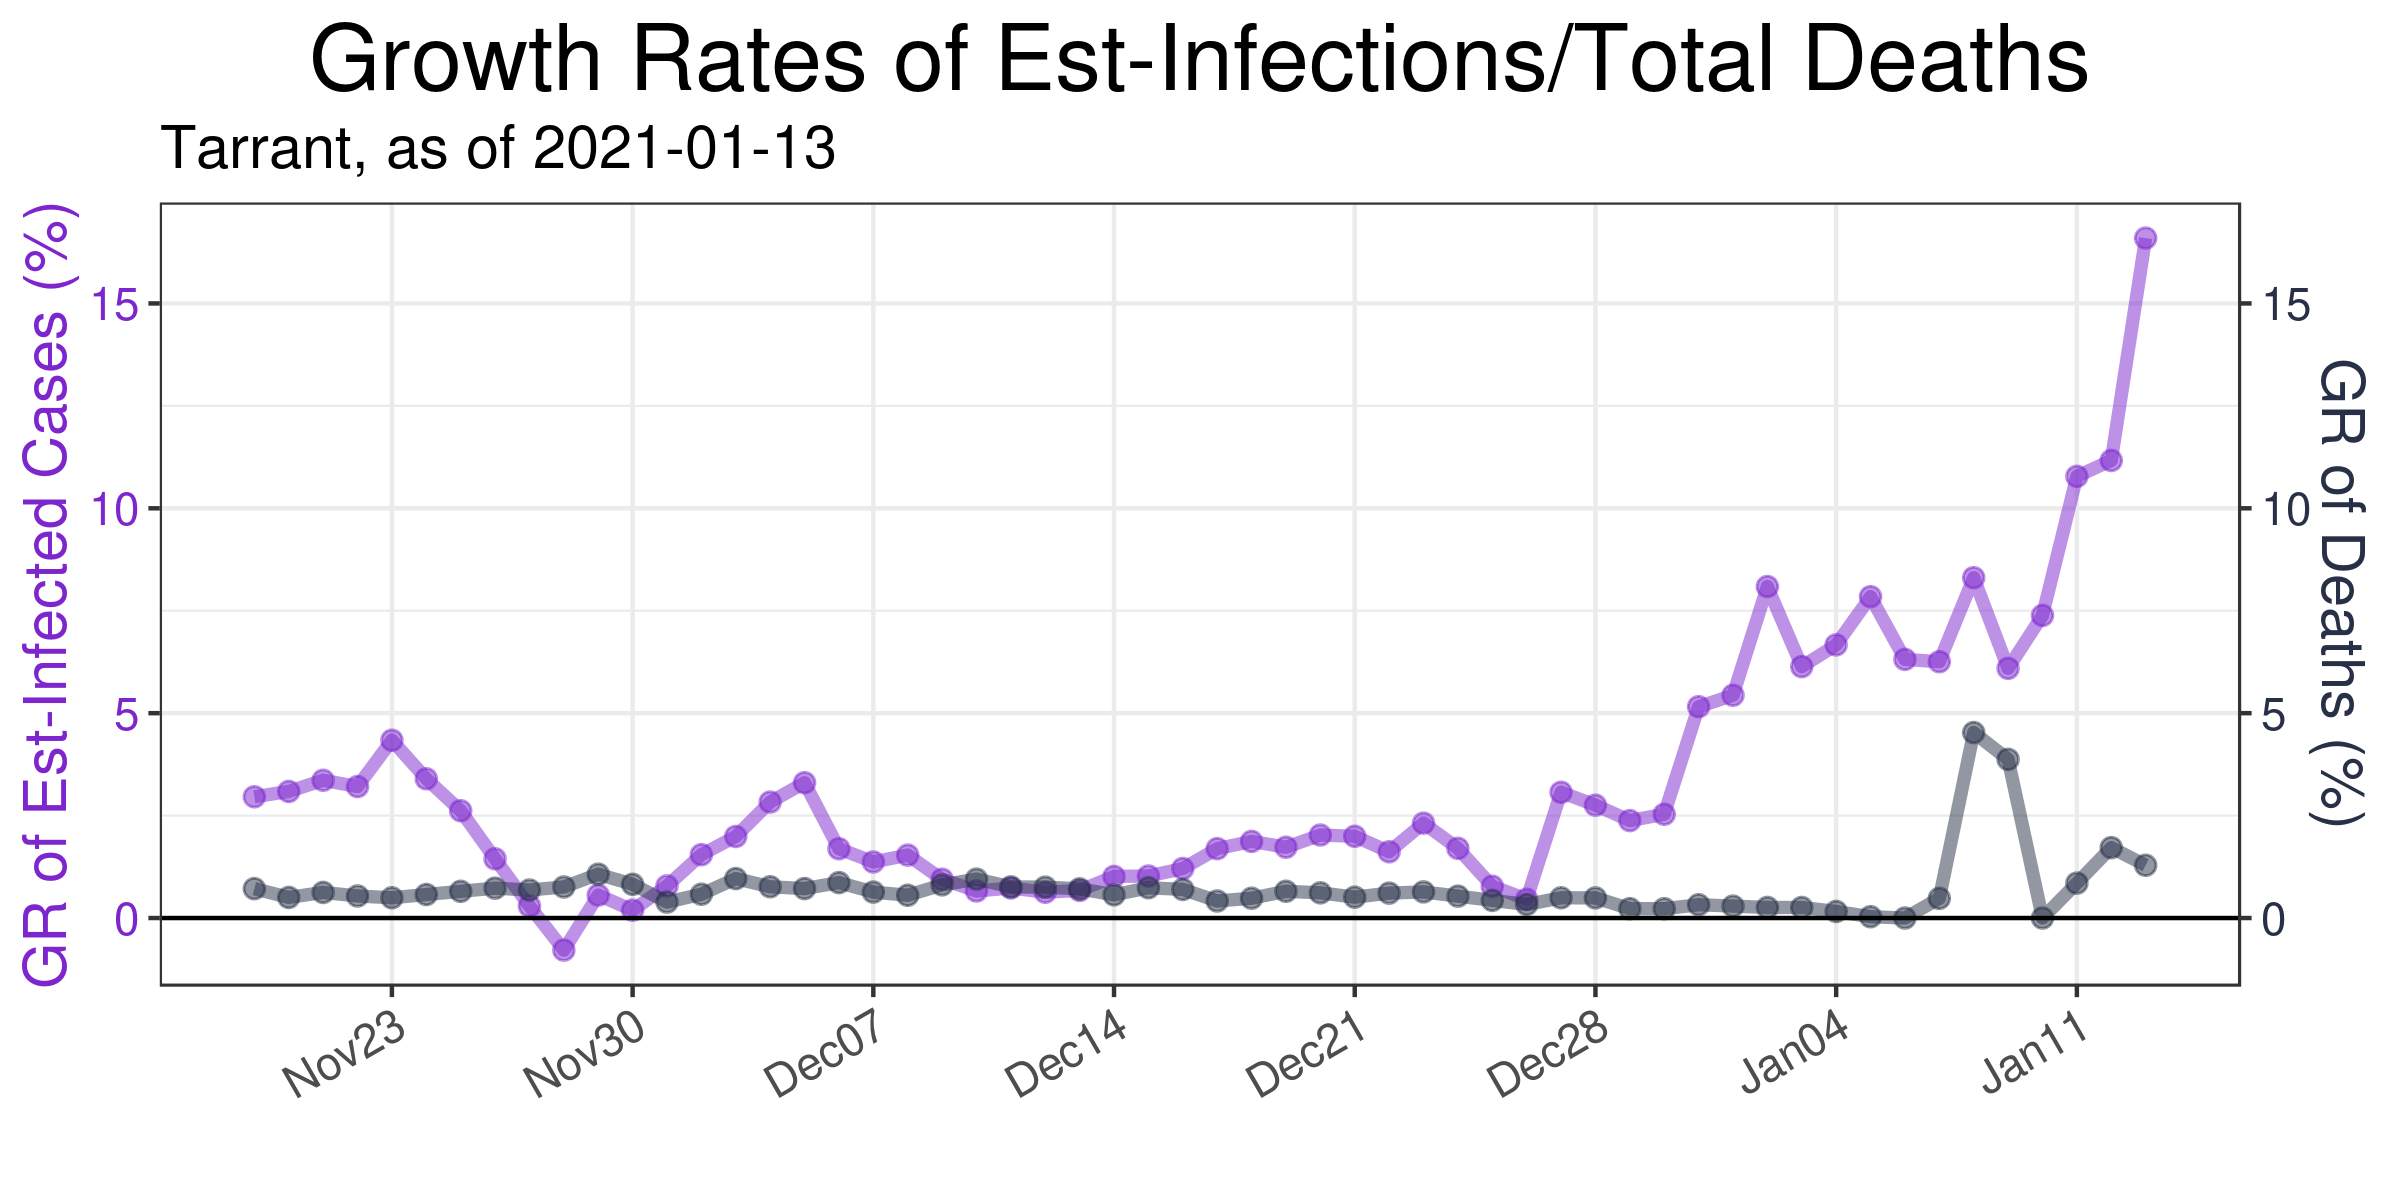 Growth Rates of Est-Infections/Total Deaths
Tarrant, as of 2021-01-13
GR of Est-Infected Cases (%)
15
10
5
0
15
10
5
0
GR of Deaths (%)
Nov23
Nov30
Dec07
Dec14
Dec21
Dec28
Jan04
Jan11